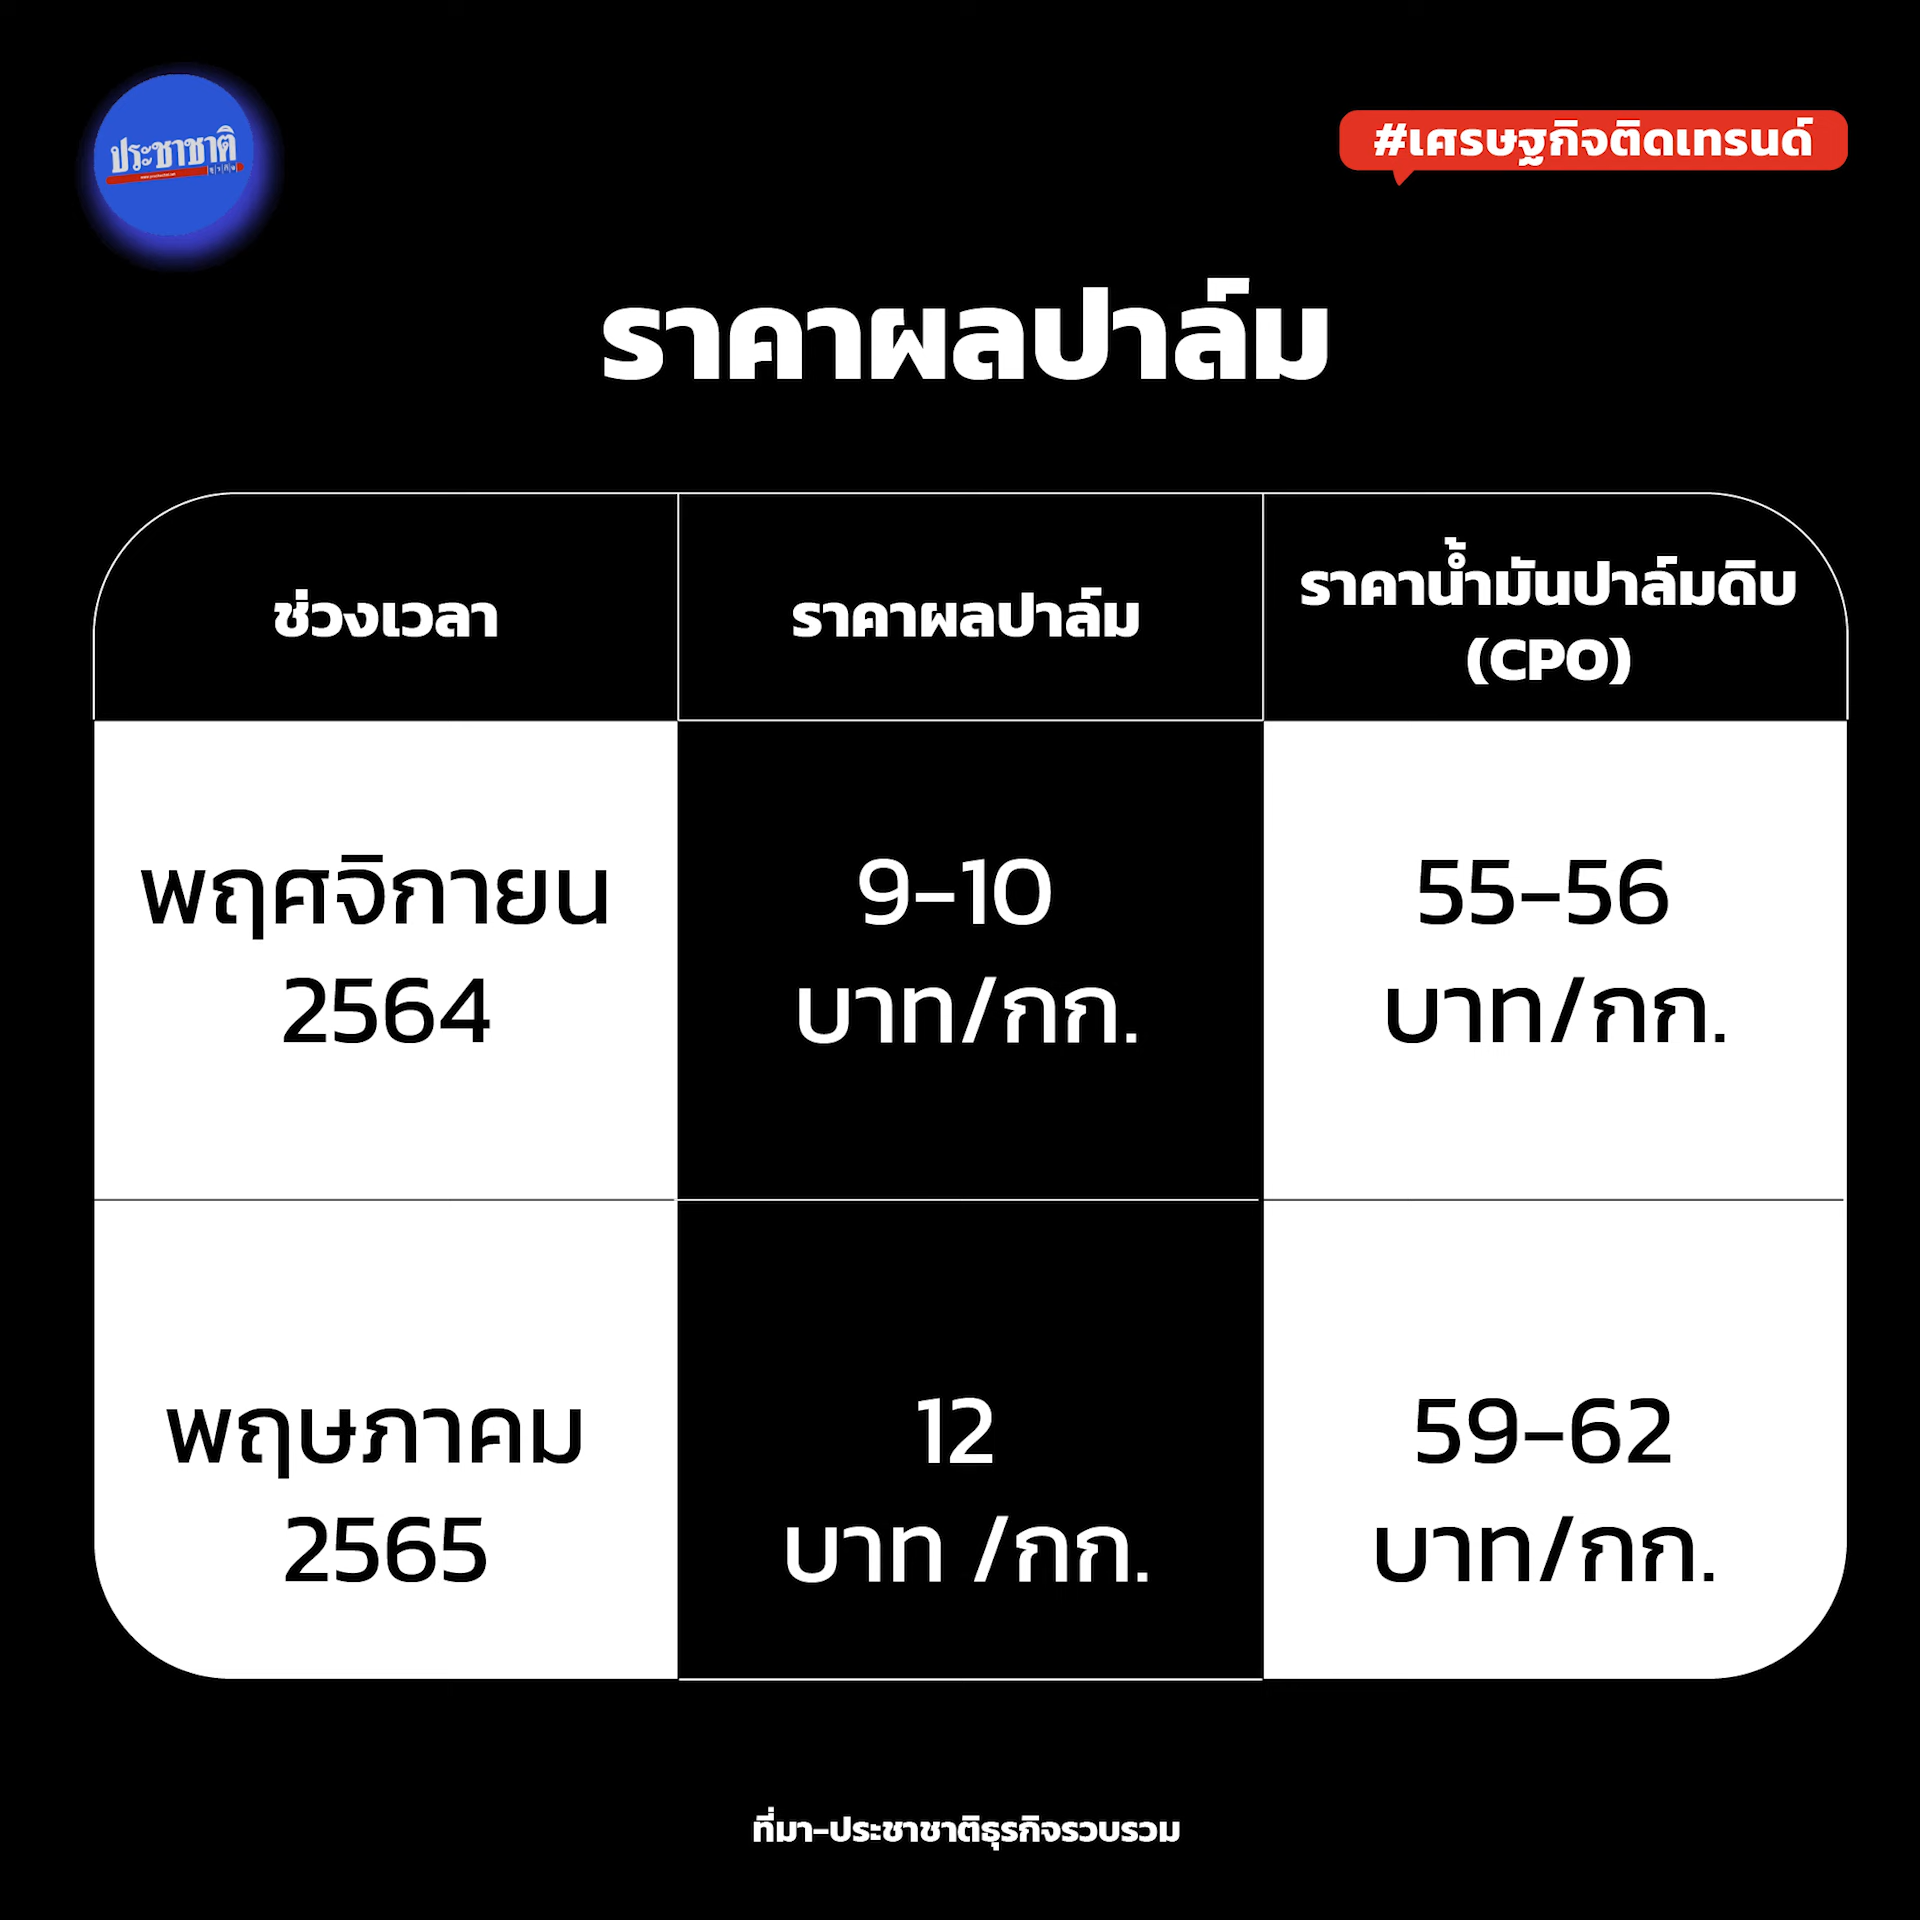 ประชาชาติ
ธุรกิจ
#เศรษฐกิจติดเทรนด์
ราคาผลปาล์ม
ช่วงเวลา
ราคาผลปาล์ม
ราคาน้ำมันปาล์มดิบ
(CPO)
พฤศจิกายน
2564
9-10
บาท/กก.
55-56
บาท/กก.
พฤษภาคม
2565
12
บาท /กก.
59-62
บาท/กก.
ที่มา-ประชาชาติธุรกิจรวบรวม